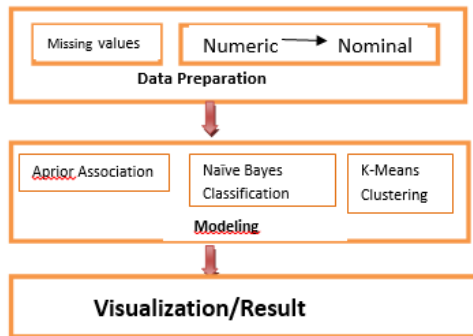 Missing values
Numeric Nominal
Data Preparation
Aprior Association
Naïve Bayes
Classification
K-Means
Clustering
Modeling
Visualization/Result